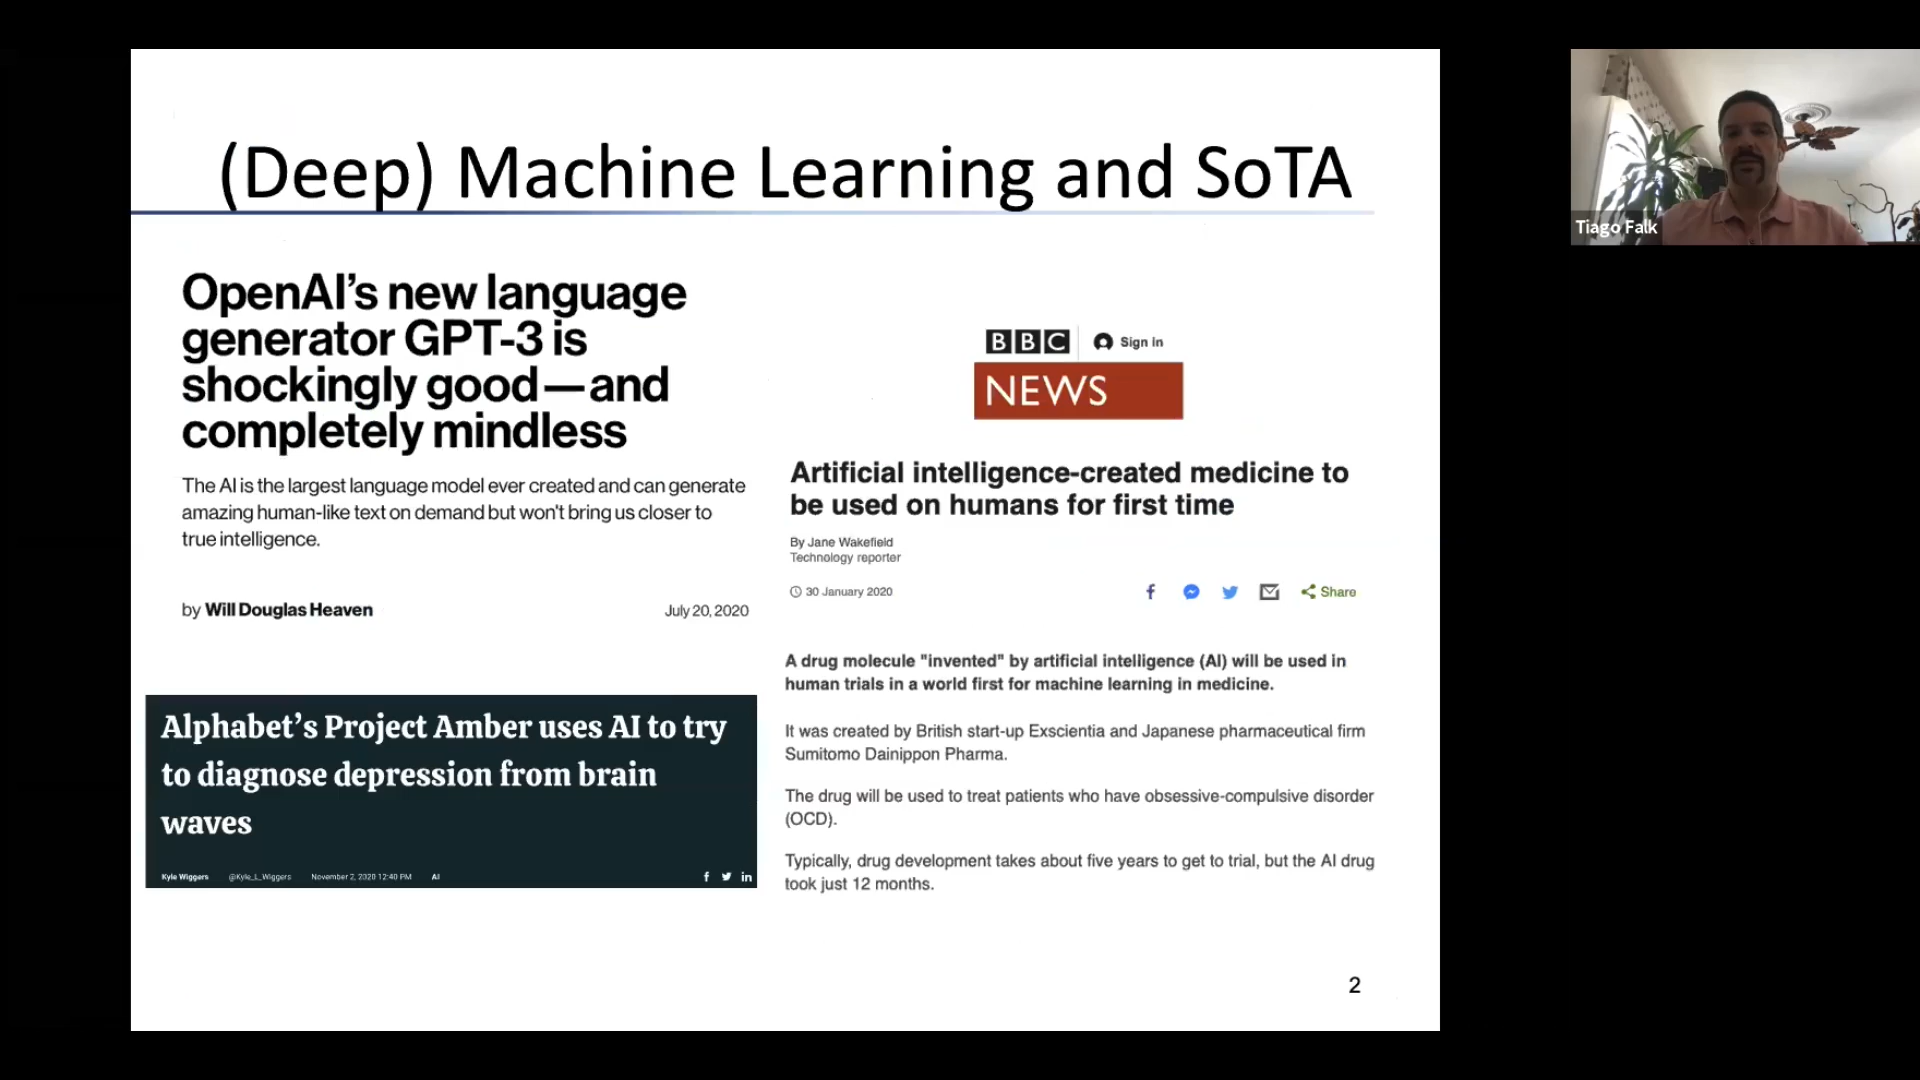 (Deep) Machine Learning and SoTA
OpenAI’s new language
generator GPT-3 is
shockingly good—and
completely mindless
The AI is the largest language model ever created and can generate
amazing human-like text on demand but won't bring us closer to
true intelligence.
by Will Douglas Heaven
July 20, 2020
Alphabet’s Project Amber uses AI to try
to diagnose depression from brain
waves
Kyle Wiggers @Kyle_L_Wiggers November 2, 2020 12:40 PM AI
BBC Sign in
NEWS
Artificial intelligence-created medicine to
be used on humans for first time
By Jane Wakefield
Technology reporter
30 January 2020
Share
A drug molecule "invented" by artificial intelligence (AI) will be used in
human trials in a world first for machine learning in medicine.
It was created by British start-up Exscientia and Japanese pharmaceutical firm
Sumitomo Dainippon Pharma.
The drug will be used to treat patients who have obsessive-compulsive disorder
(OCD).
Typically, drug development takes about five years to get to trial, but the AI drug
took just 12 months.
2
Tiago Falk